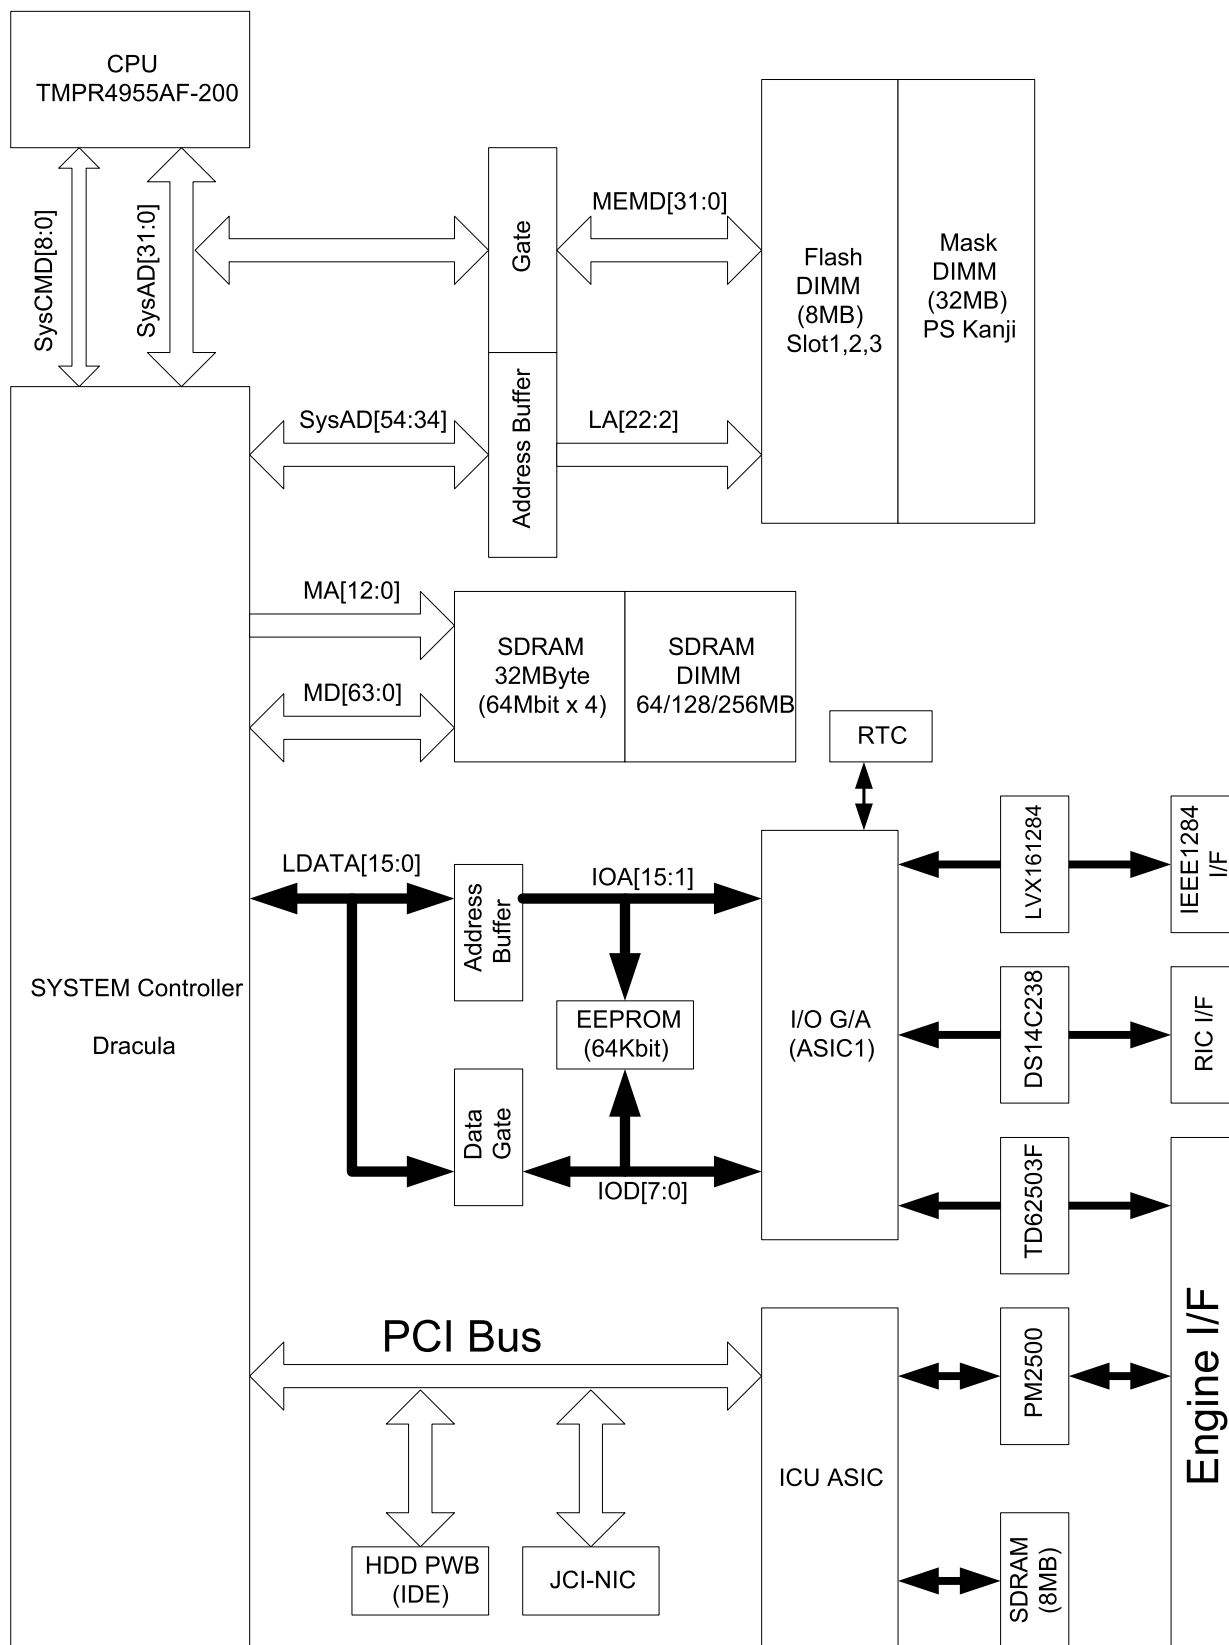 CPU
TMPR4955AF-200
SysCMD[8:0]
SysAD[31:0]
Gate
MEMD[31:0]
Flash
DIMM
(8MB)
Slot1,2,3
Mask
DIMM
(32MB)
PS Kanji
SysAD[54:34]
Address Buffer
LA[22:2]
MA[12:0]
MD[63:0]
SDRAM
32MByte
(64Mbit x 4)
SDRAM
DIMM
64/128/256MB
RTC
LDATA[15:0]
Address
Buffer
IOA[15:1]
EEPROM
(64Kbit)
Data
Gate
IOD[7:0]
I/O G/A
(ASIC1)
LVX161284
IEEE1284
I/F
DS14C238
RIC I/F
TD62503F
SYSTEM Controller
Dracula
PCI Bus
HDD PWB
(IDE)
JCI-NIC
ICU ASIC
PM2500
SDRAM
(8MB)
Engine I/F